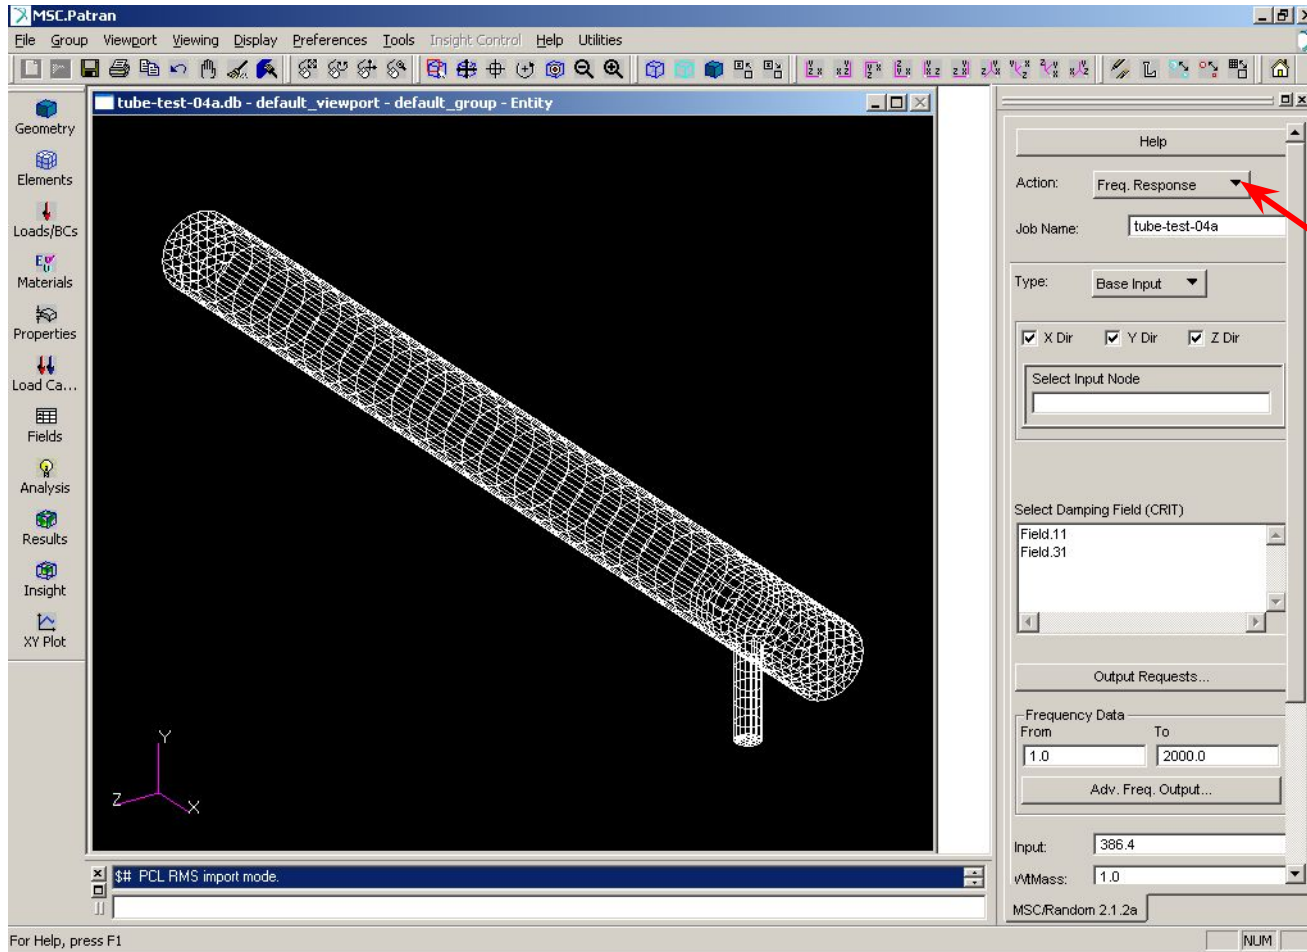 MSC.Patran
File Group Viewport Viewing Display Preferences Tools Insight Control Help Utilities
tube-test-04a.db - default_viewport - default_group - Entity
Geometry
Elements
Loads/BCs
Materials
Properties
Load Ca...
Fields
Analysis
Results
Insight
XY Plot
Y
Z
X
Help
Action: Freq. Response
Job Name: tube-test-04a
Type: Base Input
X Dir Y Dir Z Dir
Select Input Node
Select Damping Field (CRIT)
Field.11
Field.31
Output Requests...
Frequency Data
From To
1.0 2000.0
Adv. Freq. Output...
Input: 386.4
WtMass: 1.0
MSC/Random 2.1.2a
$# PCL RMS import mode.
For Help, press F1
NUM